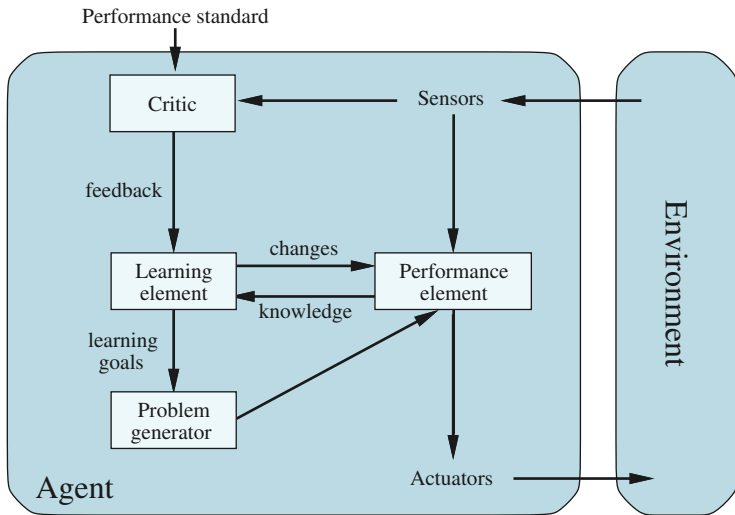 Performance standard
Critic
Sensors
feedback
changes
Learning
element
Performance
element
knowledge
learning
goals
Problem
generator
Agent
Actuators
Environment